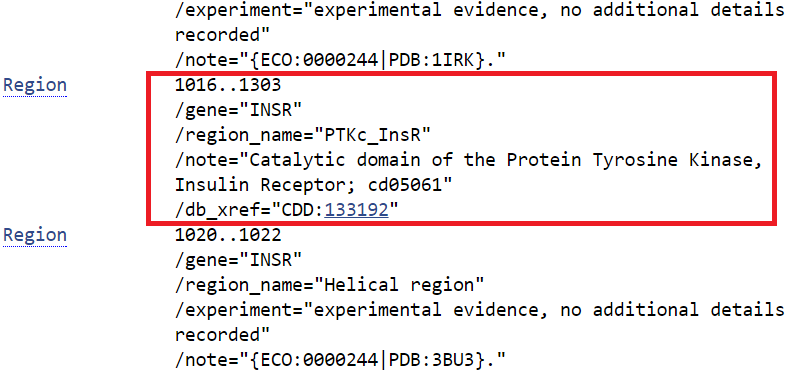 /experiment="experimental evidence, no additional details
recorded"
/note="{ECO:0000244|PDB:1IRK}."
Region 1016..1303
/gene="INSR"
/region_name="PTKc_InsR"
/note="Catalytic domain of the Protein Tyrosine Kinase,
Insulin Receptor; cd05061"
/db_xref="CDD:133192"
Region 1020..1022
/gene="INSR"
/region_name="Helical region"
/experiment="experimental evidence, no additional details
recorded"
/note="{ECO:0000244|PDB:3BU3}."